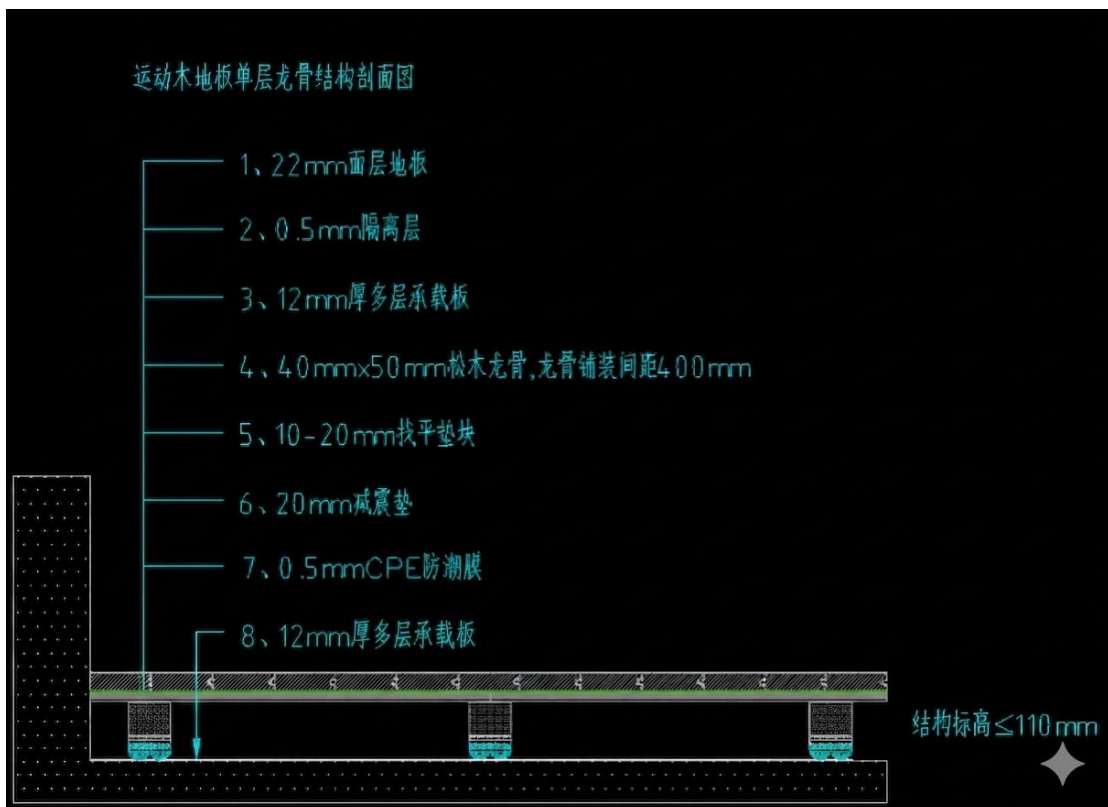 运动木地板单层龙骨结构剖面图
1、22mm面层地板
2、0.5mm隔离层
3、12mm厚多层承载板
4、40mmx50mm松木龙骨,龙骨铺装间距400mm
5、10-20mm找平垫块
6、20mm减震垫
7、0.5mmCPE防潮膜
8、12mm厚多层承载板
结构标高≤110mm